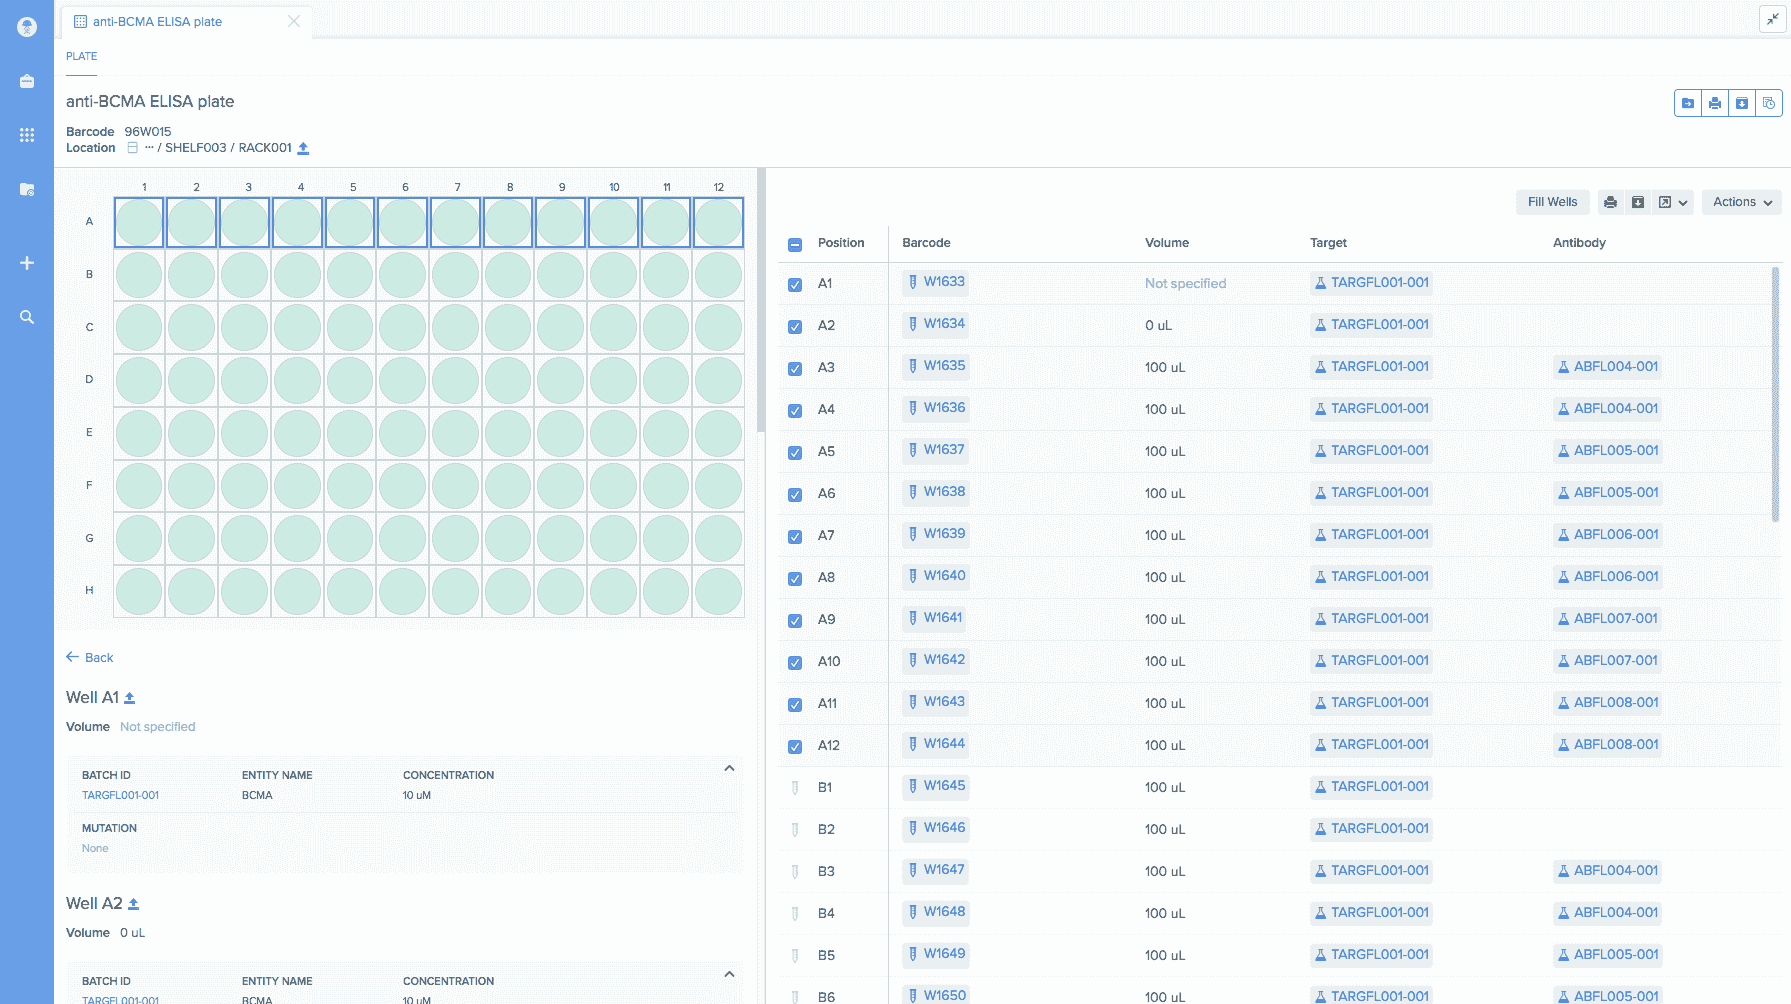 anti-BCMA ELISA plate
PLATE
anti-BCMA ELISA plate
Barcode 96W015
Location ··· / SHELF003 / RACK001
1 2 3 4 5 6 7 8 9 10 11 12
A
B
C
D
E
F
G
H
Back
Well A1
Volume Not specified
BATCH ID ENTITY NAME CONCENTRATION
TARGFL001-001 BCMA 10 uM
MUTATION
None
Well A2
Volume 0 uL
BATCH ID ENTITY NAME CONCENTRATION
TARGFL001-001 BCMA 10 uM
Fill Wells Actions
Position Barcode Volume Target Antibody
A1 W1633 Not specified TARGFL001-001
A2 W1634 0 uL TARGFL001-001
A3 W1635 100 uL TARGFL001-001 ABFL004-001
A4 W1636 100 uL TARGFL001-001 ABFL004-001
A5 W1637 100 uL TARGFL001-001 ABFL005-001
A6 W1638 100 uL TARGFL001-001 ABFL005-001
A7 W1639 100 uL TARGFL001-001 ABFL006-001
A8 W1640 100 uL TARGFL001-001 ABFL006-001
A9 W1641 100 uL TARGFL001-001 ABFL007-001
A10 W1642 100 uL TARGFL001-001 ABFL007-001
A11 W1643 100 uL TARGFL001-001 ABFL008-001
A12 W1644 100 uL TARGFL001-001 ABFL008-001
B1 W1645 100 uL TARGFL001-001
B2 W1646 100 uL TARGFL001-001
B3 W1647 100 uL TARGFL001-001 ABFL004-001
B4 W1648 100 uL TARGFL001-001 ABFL004-001
B5 W1649 100 uL TARGFL001-001 ABFL005-001
B6 W1650 100 uL TARGFL001-001 ABFL005-001